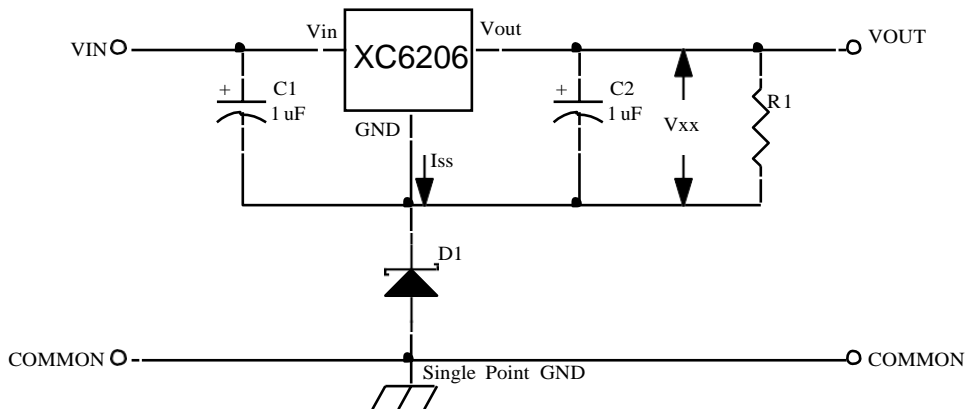 VIN
Vin
XC6206
Vout
VOUT
+
C1
1 uF
GND
Iss
+
C2
1 uF
Vxx
R1
D1
COMMON
Single Point GND
COMMON